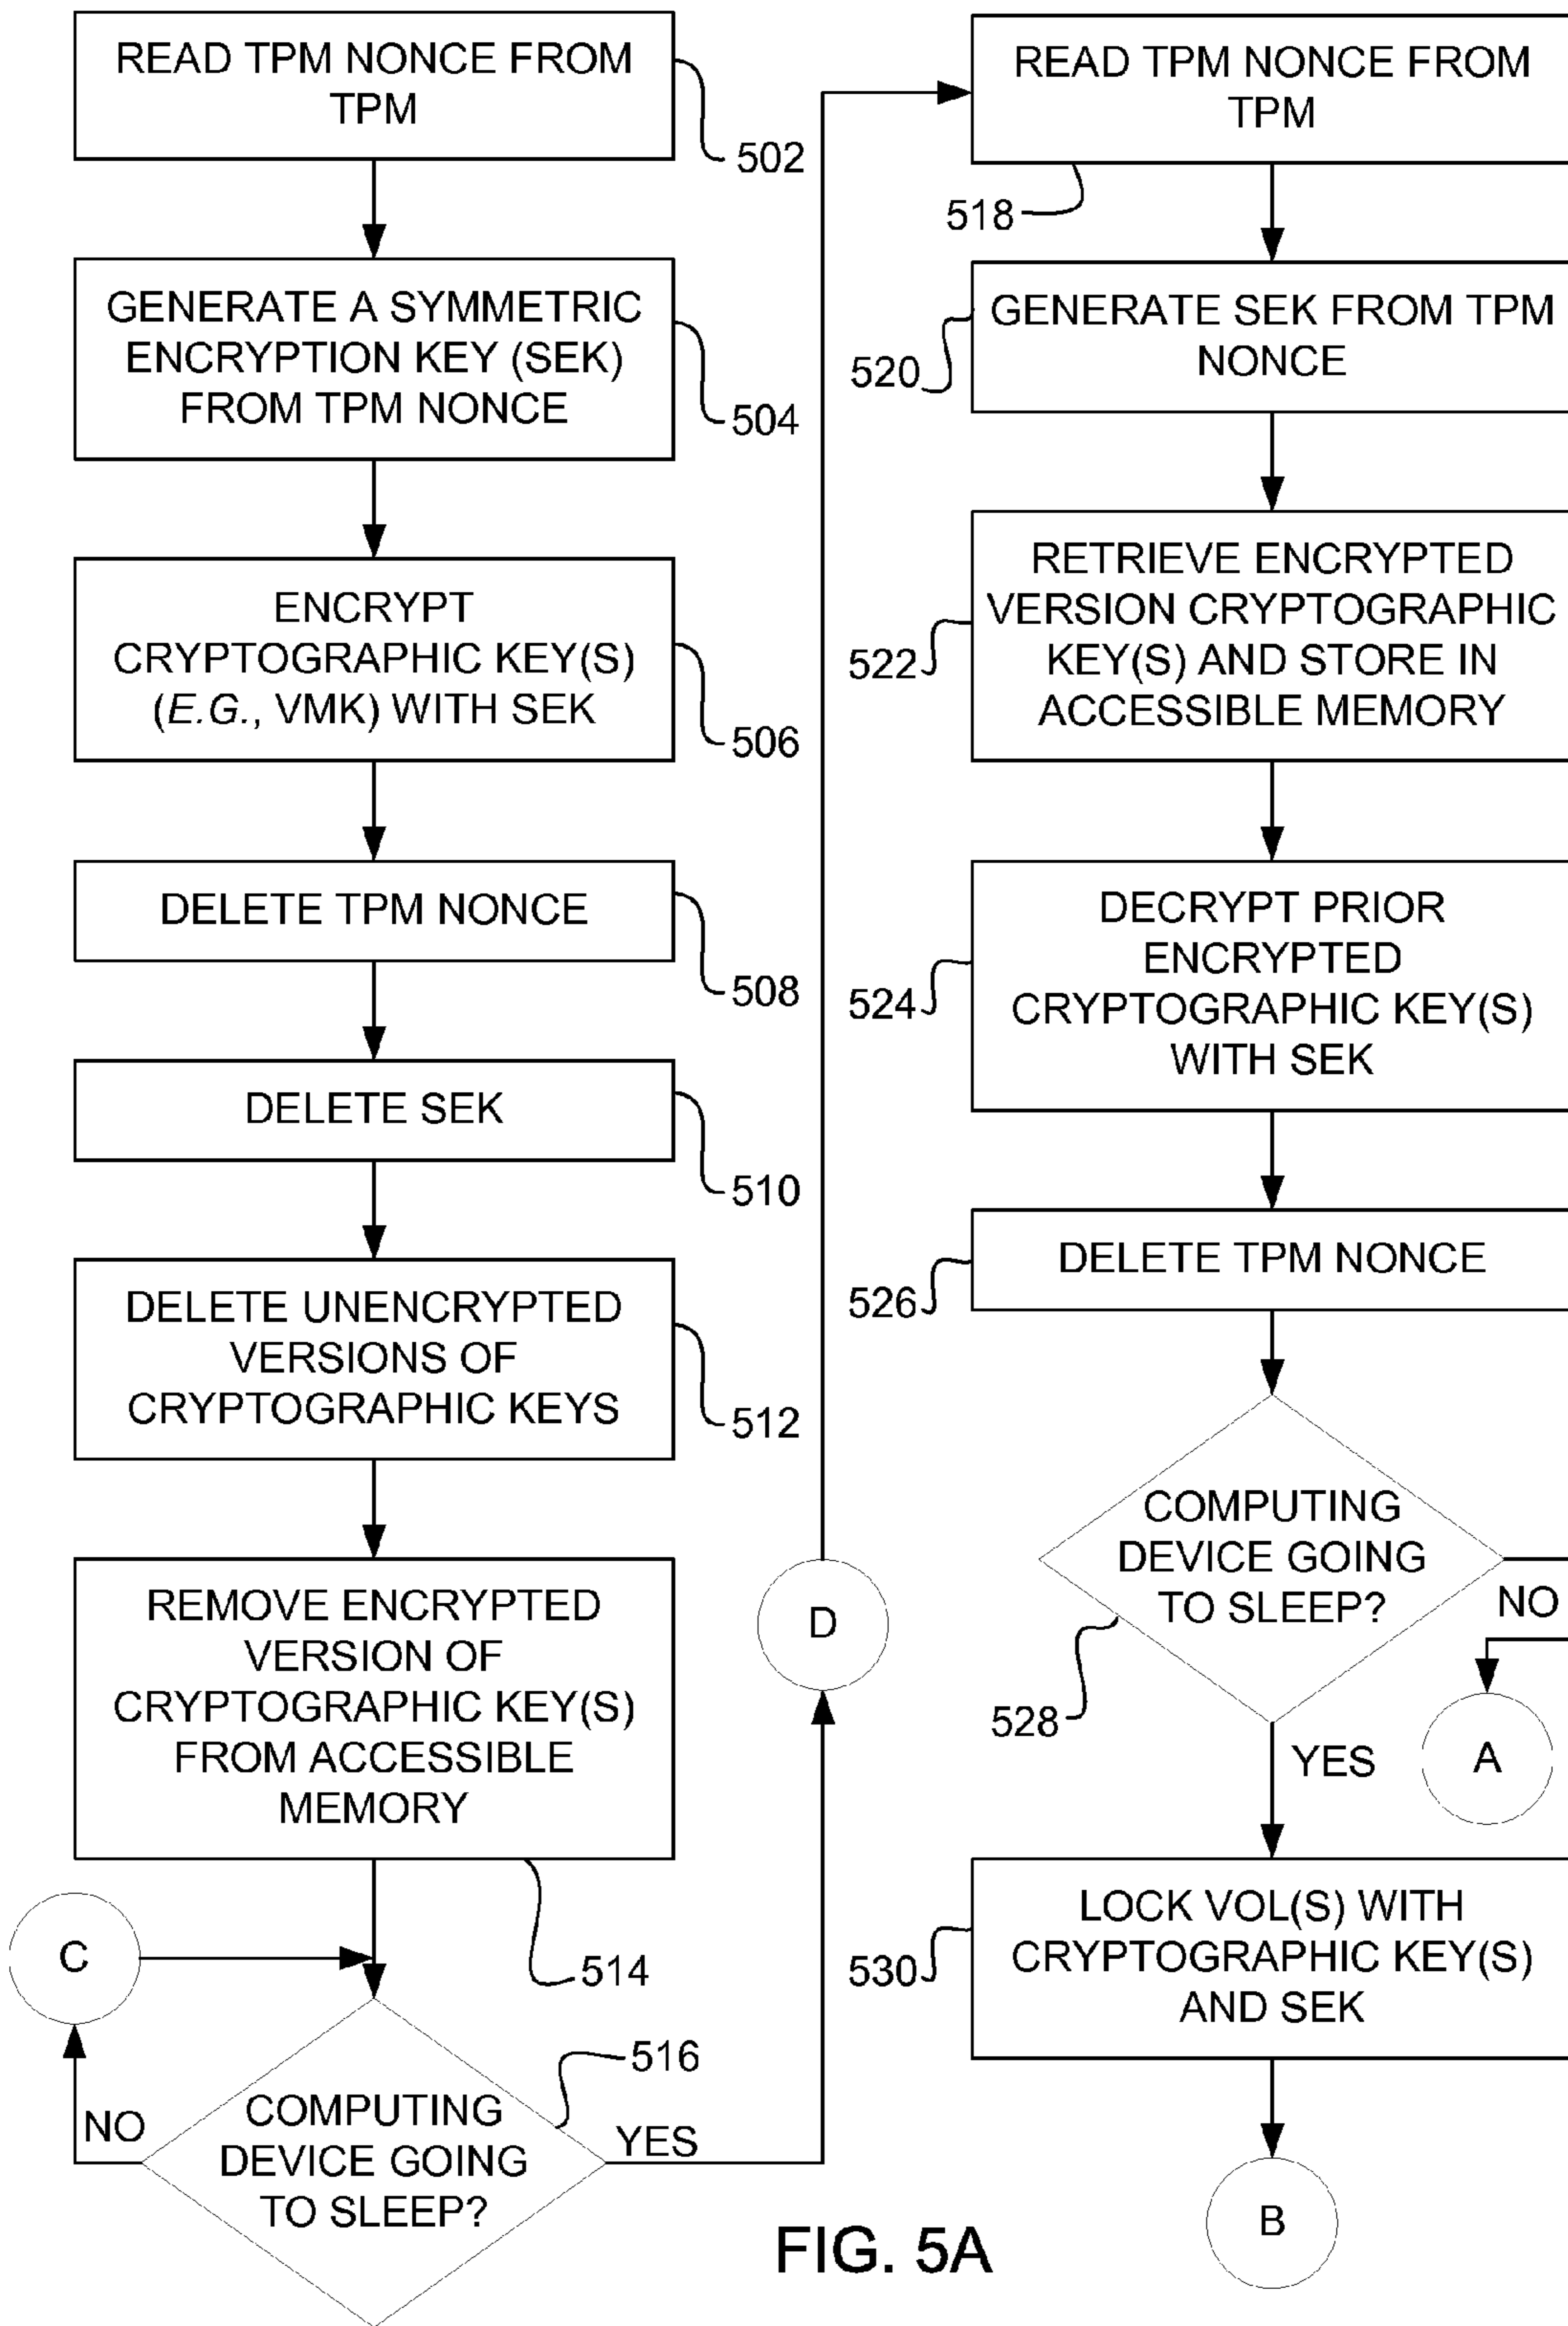 READ TPM NONCE FROM
TPM
502
GENERATE A SYMMETRIC
ENCRYPTION KEY (SEK)
FROM TPM NONCE
504
ENCRYPT
CRYPTOGRAPHIC KEY(S)
(E.G., VMK) WITH SEK
506
DELETE TPM NONCE
508
DELETE SEK
510
DELETE UNENCRYPTED
VERSIONS OF
CRYPTOGRAPHIC KEYS
512
REMOVE ENCRYPTED
VERSION OF
CRYPTOGRAPHIC KEY(S)
FROM ACCESSIBLE
MEMORY
514
C
516
COMPUTING
DEVICE GOING
TO SLEEP?
NO
YES
D
READ TPM NONCE FROM
TPM
518
GENERATE SEK FROM TPM
NONCE
520
RETRIEVE ENCRYPTED
VERSION CRYPTOGRAPHIC
KEY(S) AND STORE IN
ACCESSIBLE MEMORY
522
DECRYPT PRIOR
ENCRYPTED
CRYPTOGRAPHIC KEY(S)
WITH SEK
524
DELETE TPM NONCE
526
COMPUTING
DEVICE GOING
TO SLEEP?
528
NO
A
YES
LOCK VOL(S) WITH
CRYPTOGRAPHIC KEY(S)
AND SEK
530
B
FIG. 5A